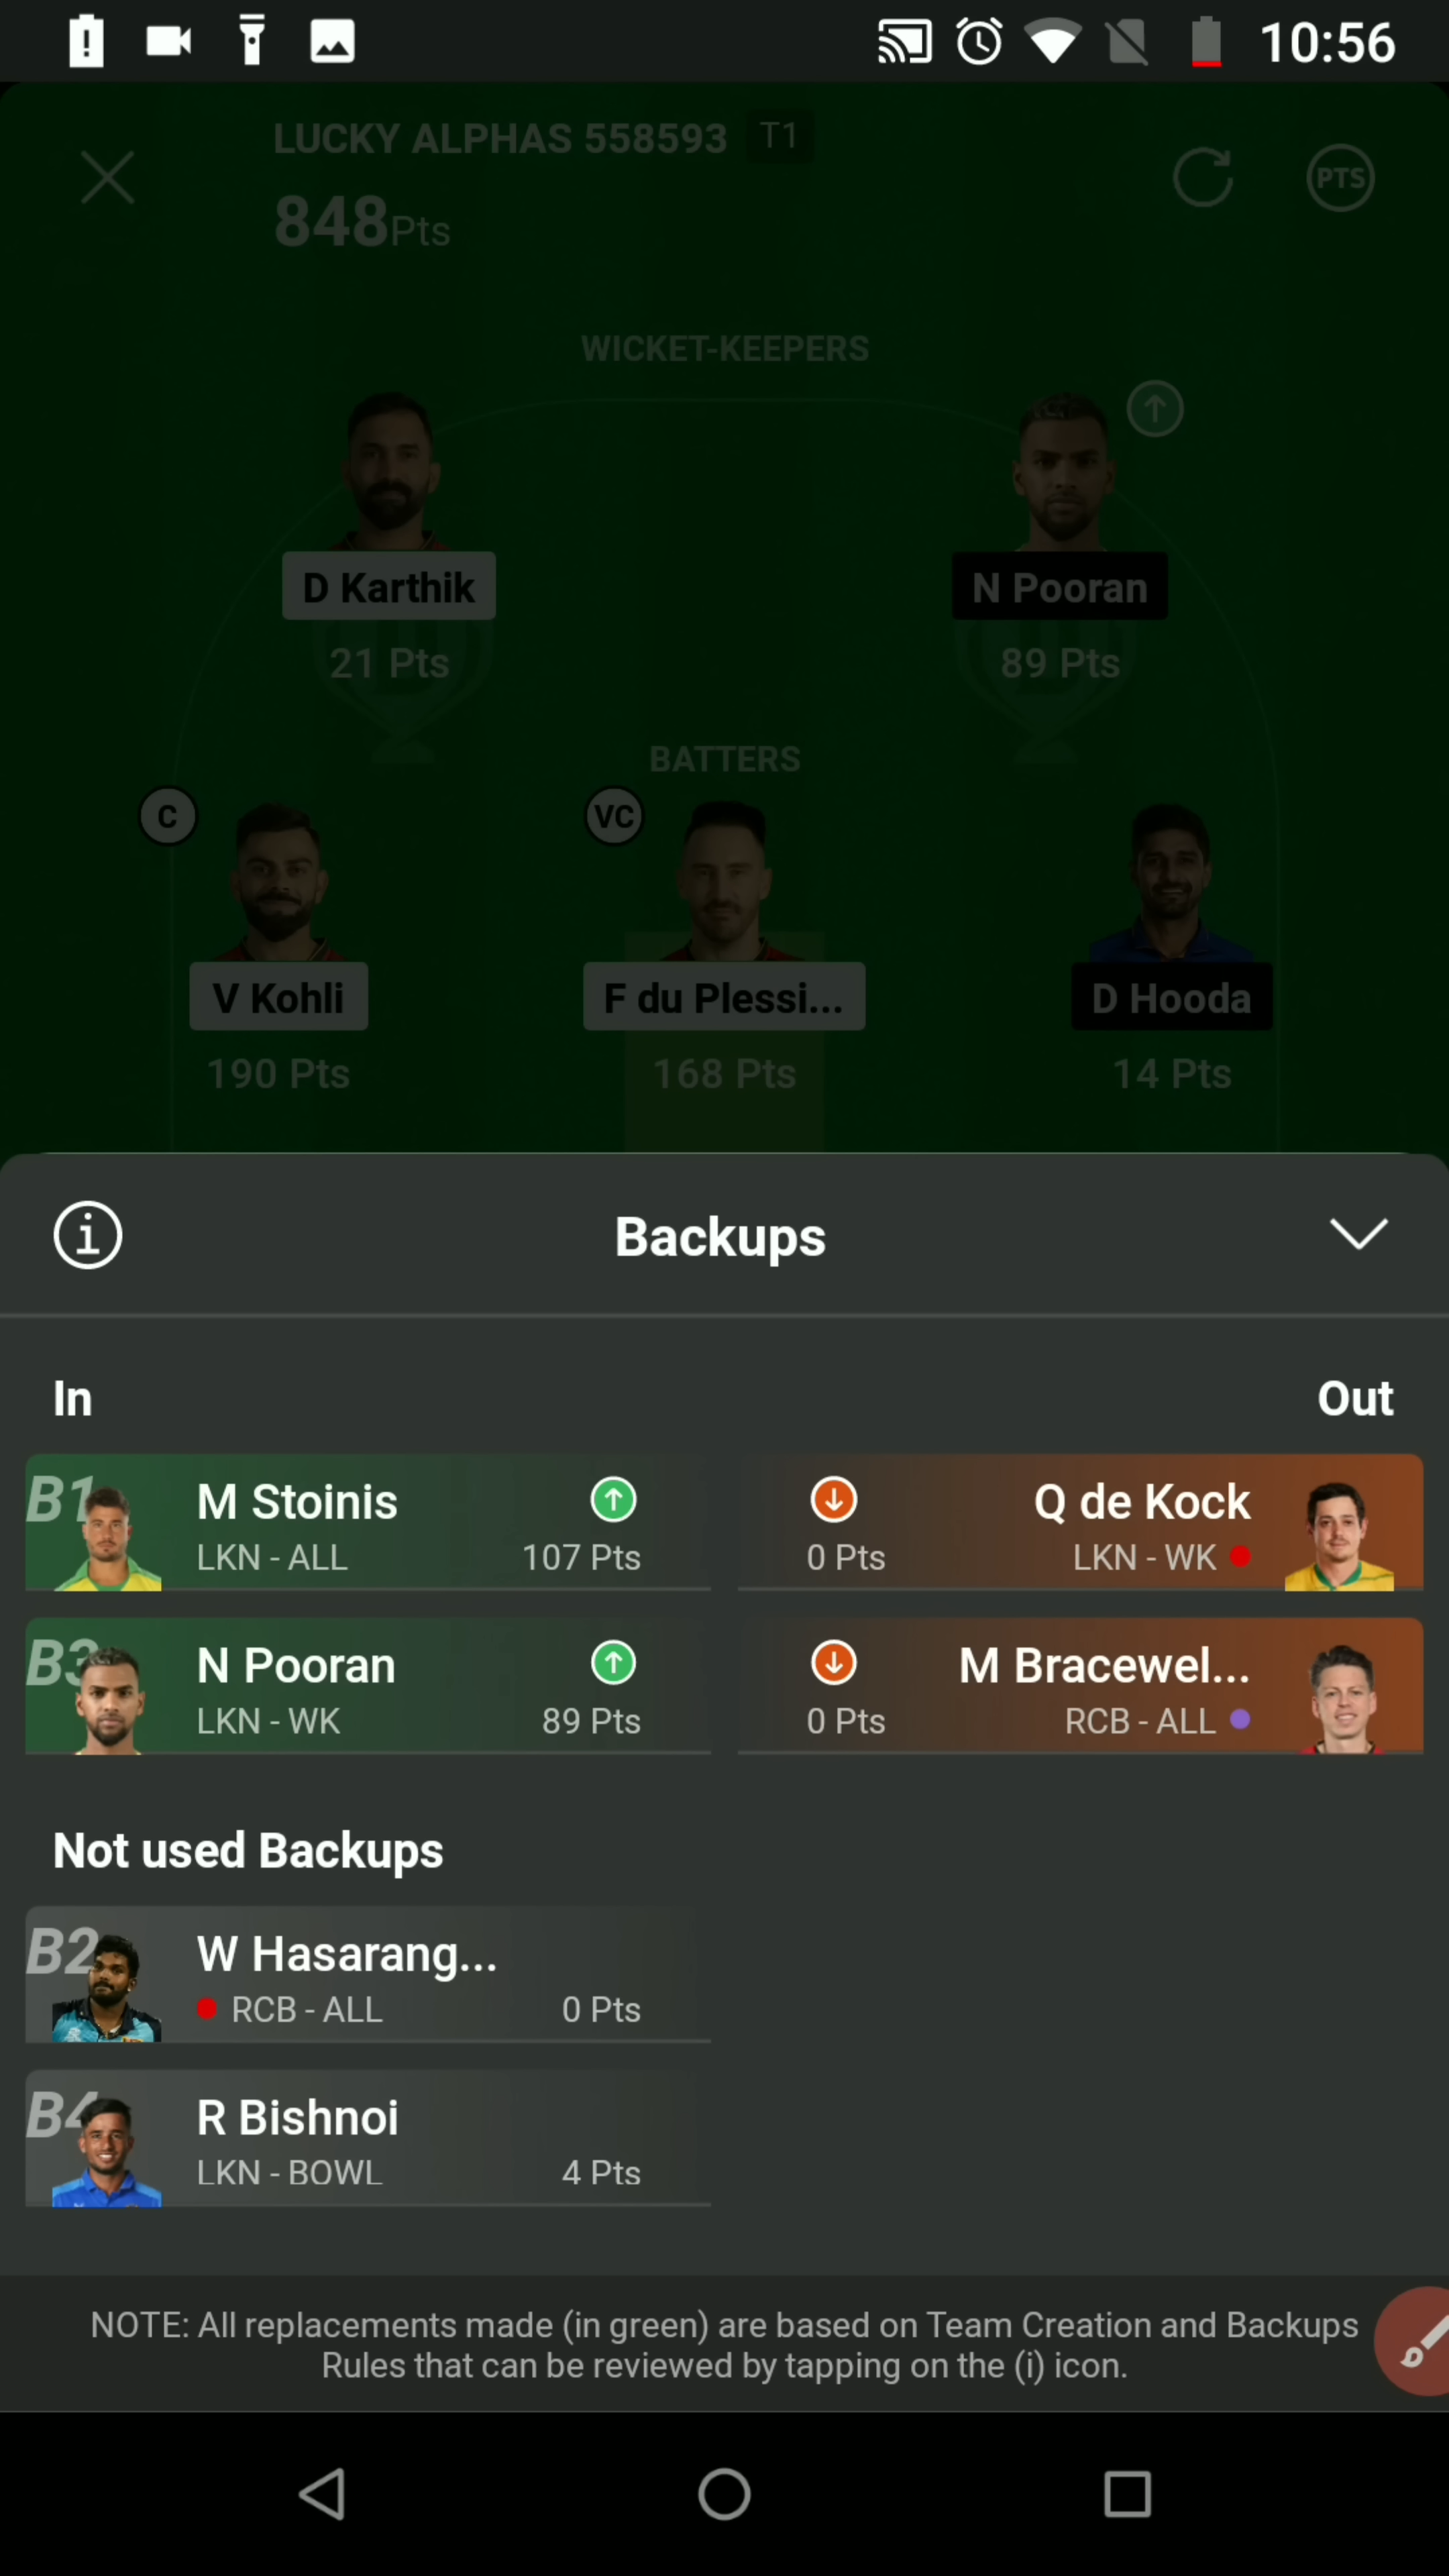 10:56
LUCKY ALPHAS 558593 T1
848Pts
PTS
WICKET-KEEPERS
D Karthik
N Pooran
21 Pts
89 Pts
BATTERS
C
VC
V Kohli
F du Plessi...
D Hooda
190 Pts
168 Pts
14 Pts
Backups
In
Out
B1
M Stoinis
LKN - ALL
107 Pts
Q de Kock
0 Pts
LKN - WK
B3
N Pooran
LKN - WK
89 Pts
M Bracewel...
0 Pts
RCB - ALL
Not used Backups
B2
W Hasarang...
RCB - ALL
0 Pts
B4
R Bishnoi
LKN - BOWL
4 Pts
NOTE: All replacements made (in green) are based on Team Creation and Backups
Rules that can be reviewed by tapping on the (i) icon.